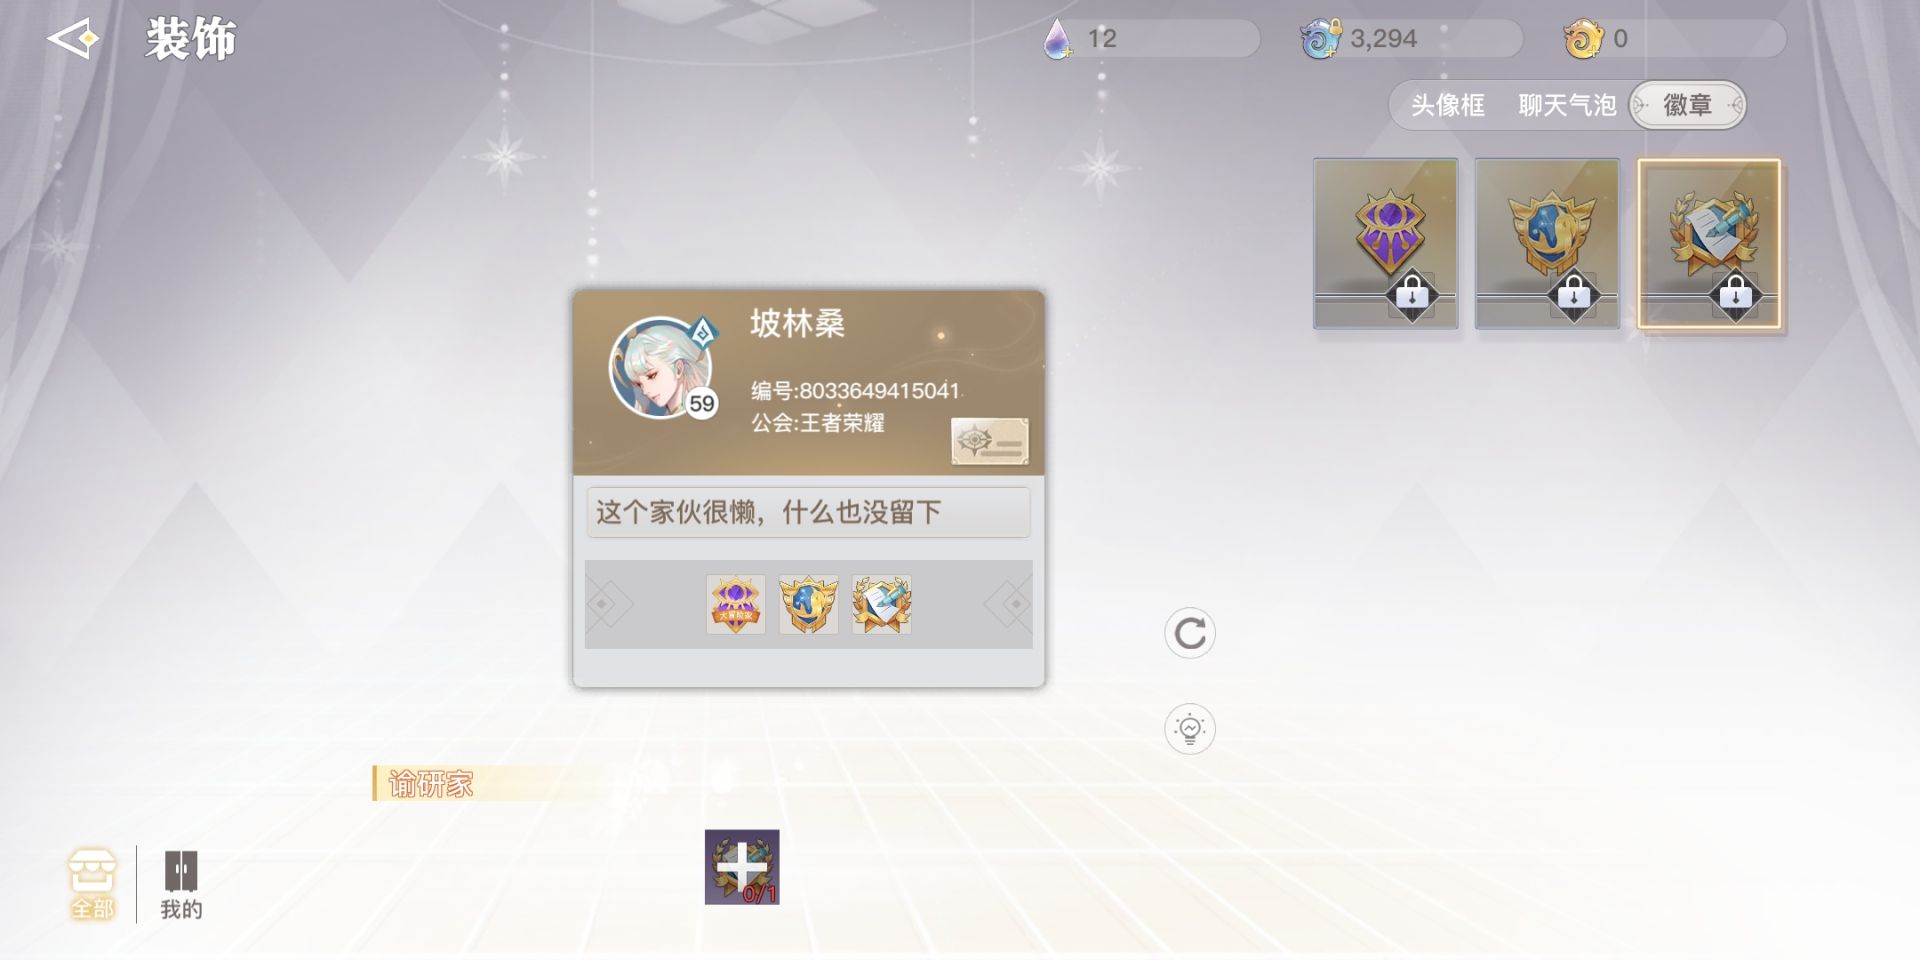 装饰
12
3,294
0
头像框
聊天气泡
徽章
坡林桑
59
编号:8033649415041
公会:王者荣耀
这个家伙很懒，什么也没留下
谕研家
0/1
全部
我的